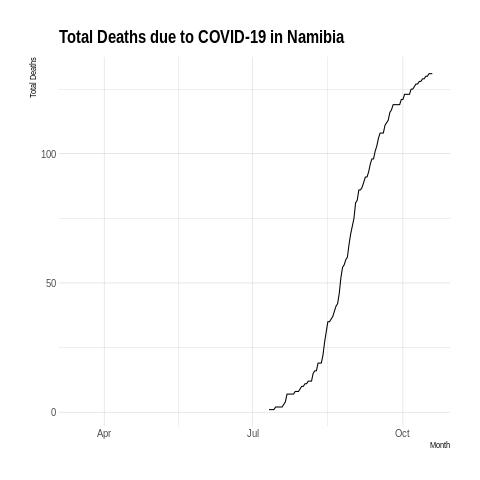 Total Deaths due to COVID-19 in Namibia
Total Deaths
100
50
0
Apr
Jul
Oct
Month